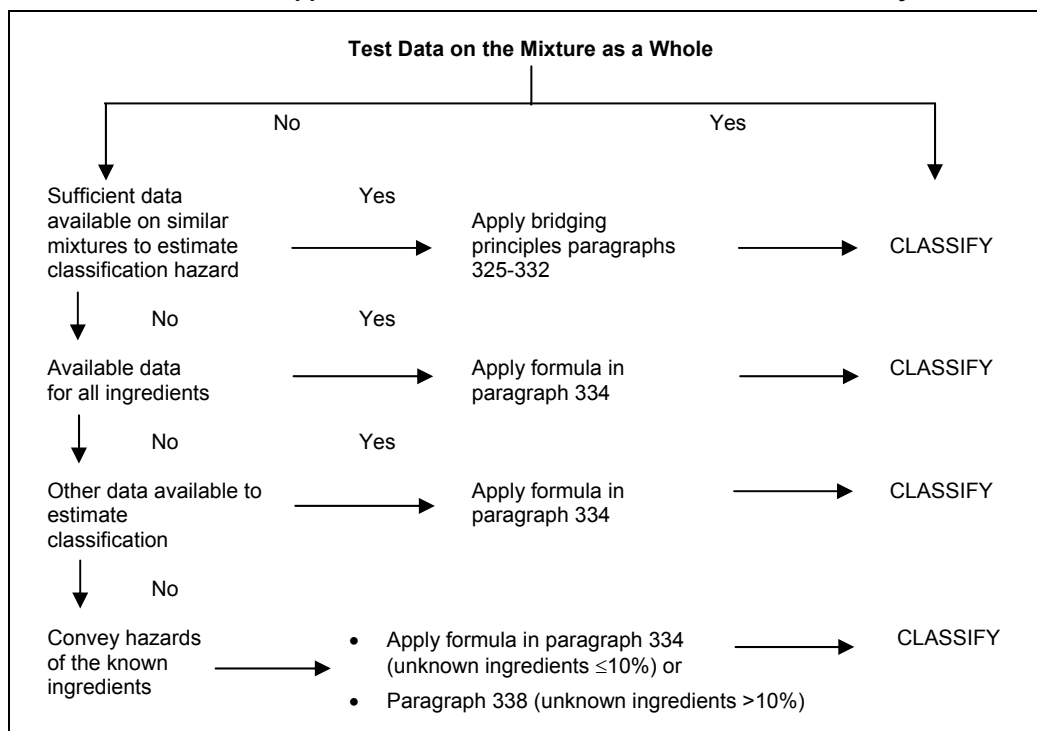 Test Data on the Mixture as a Whole
No
Yes
Sufficient data
available on similar
mixtures to estimate
classification hazard
Yes
Apply bridging
principles paragraphs
325-332
CLASSIFY
No
Yes
Available data
for all ingredients
Apply formula in
paragraph 334
CLASSIFY
No
Yes
Other data available to
estimate
classification
Apply formula in
paragraph 334
CLASSIFY
No
Convey hazards
of the known
ingredients
• Apply formula in paragraph 334
(unknown ingredients ≤10%) or
• Paragraph 338 (unknown ingredients >10%)
CLASSIFY